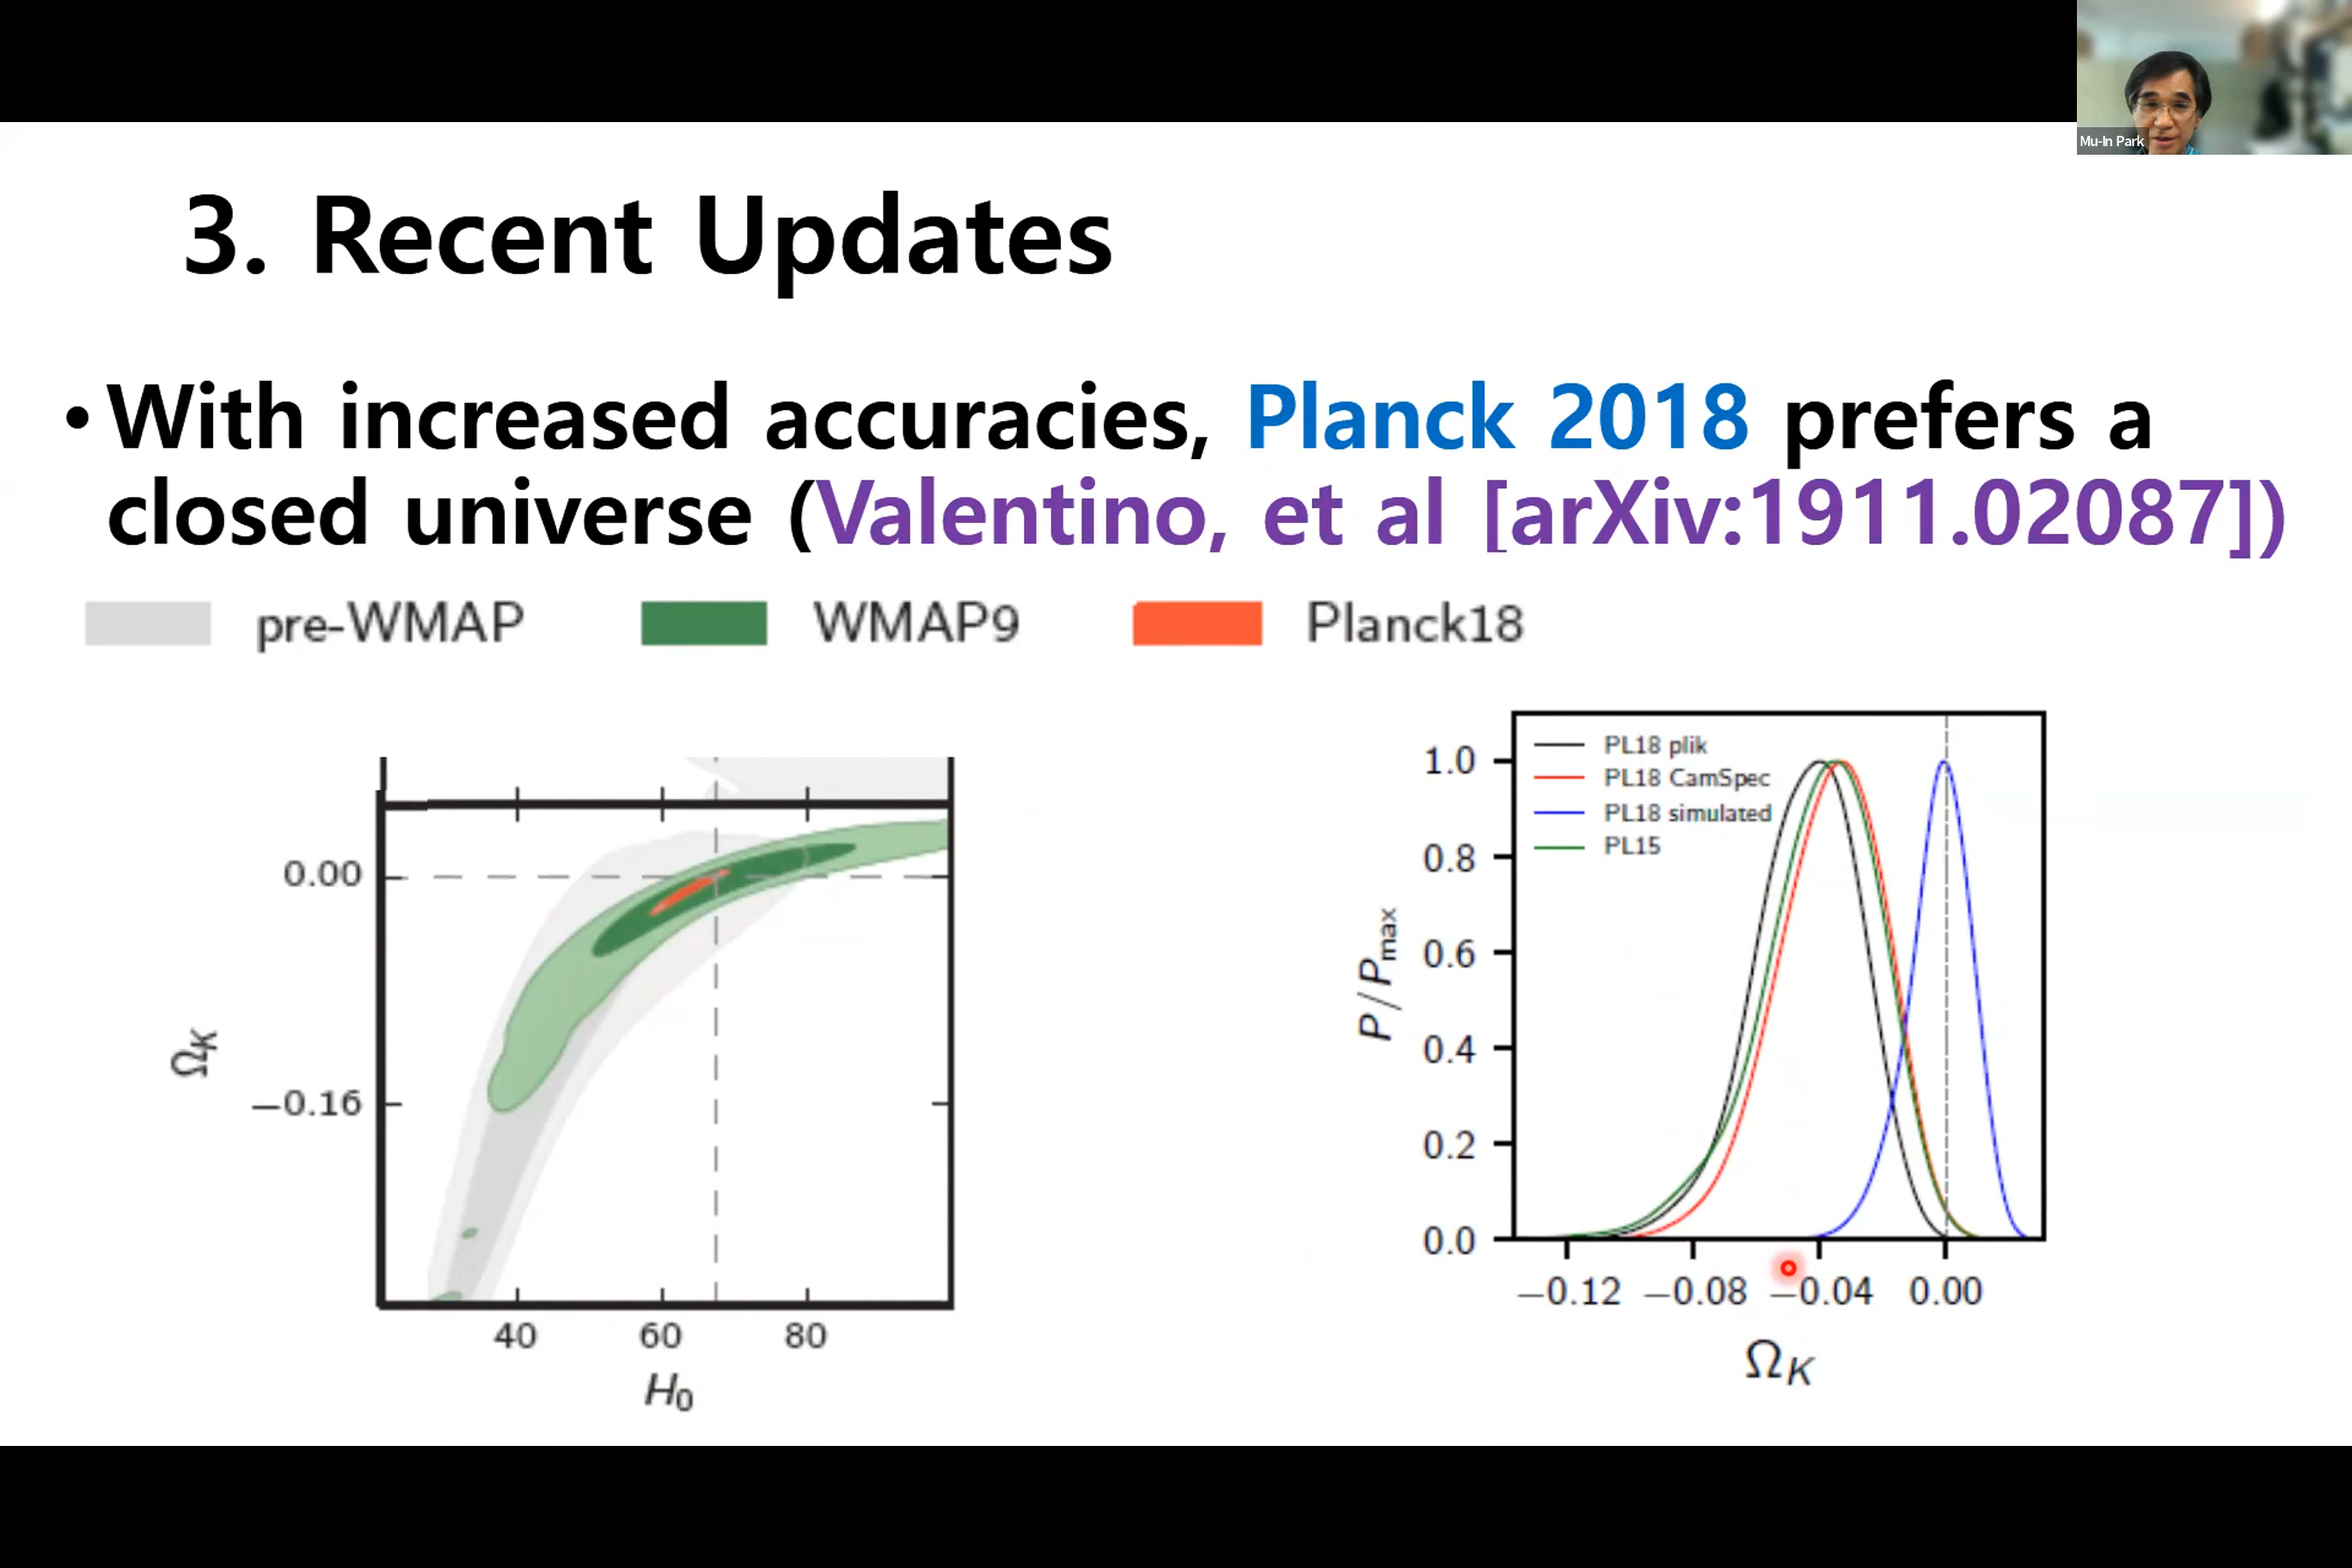 Mu-In Park
3. Recent Updates
•With increased accuracies, Planck 2018 prefers a
closed universe (Valentino, et al [arXiv:1911.02087])
pre-WMAP
WMAP9
Planck18
0.00
−0.16
Ω_K
40 60 80
H₀
PL18 plik
PL18 CamSpec
PL18 simulated
PL15
1.0
0.8
0.6
0.4
0.2
0.0
P/P_max
−0.12 −0.08 −0.04 0.00
Ω_K